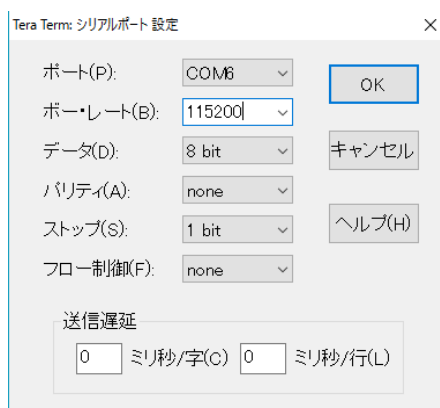 Tera Term: シリアルポート 設定
ポート(P): COM6
OK
ボー・レート(B): 115200
データ(D): 8 bit
キャンセル
パリティ(A): none
ストップ(S): 1 bit
ヘルプ(H)
フロー制御(F): none
送信遅延
0 ミリ秒/字(C) 0 ミリ秒/行(L)